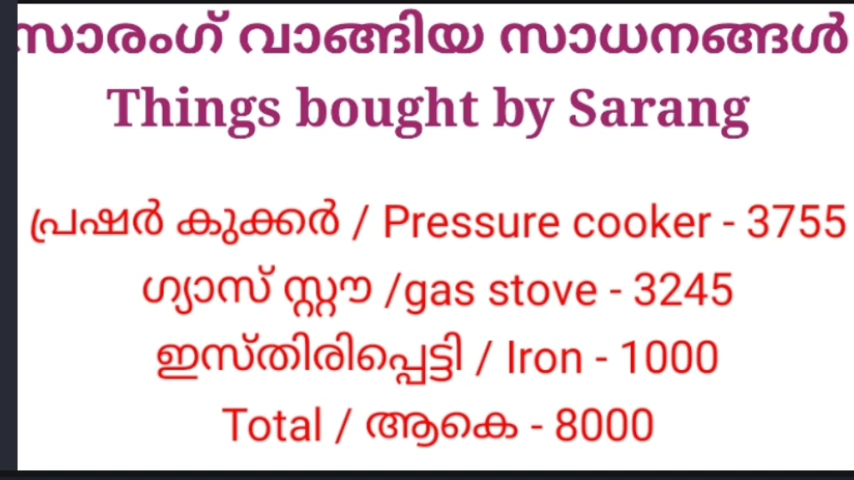 സാരംഗ് വാങ്ങിയ സാധനങ്ങൾ
Things bought by Sarang
പ്രഷർ കുക്കർ / Pressure cooker - 3755
ഗ്യാസ് സ്റ്റൗ /gas stove - 3245
ഇസ്തിരിപ്പെട്ടി / Iron - 1000
Total / ആകെ - 8000